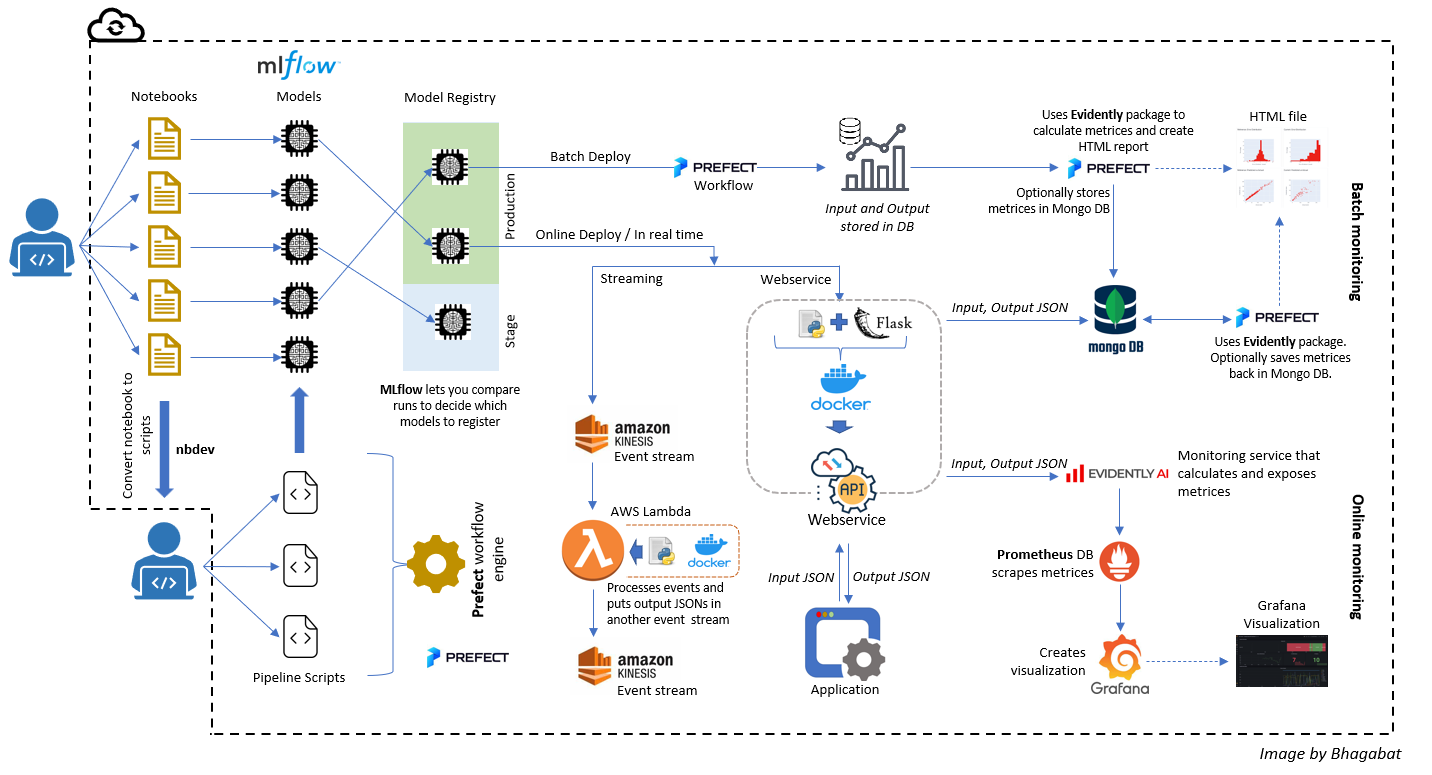 mlflow
Notebooks
Models
Model Registry
Production
Stage
MLflow lets you compare
runs to decide which
models to register
Convert notebook to
scripts
nbdev
Pipeline Scripts
Prefect workflow
engine
PREFECT
Batch Deploy
PREFECT
Workflow
Input and Output
stored in DB
Uses Evidently package to
calculate metrices and create
HTML report
PREFECT
Optionally stores
metrices in Mongo DB
HTML file
Batch monitoring
Online Deploy / In real time
Streaming
Webservice
Flask
docker
API
Webservice
Input, Output JSON
mongo DB
PREFECT
Uses Evidently package.
Optionally saves metrices
back in Mongo DB.
amazon
KINESIS
Event stream
AWS Lambda
docker
Processes events and
puts output JSONs in
another event stream
amazon
KINESIS
Event stream
Input JSON
Output JSON
Application
Input, Output JSON
EVIDENTLY AI
Monitoring service that
calculates and exposes
metrices
Prometheus DB
scrapes metrices
Creates
visualization
Grafana
Grafana
Visualization
Online monitoring
Image by Bhagabat